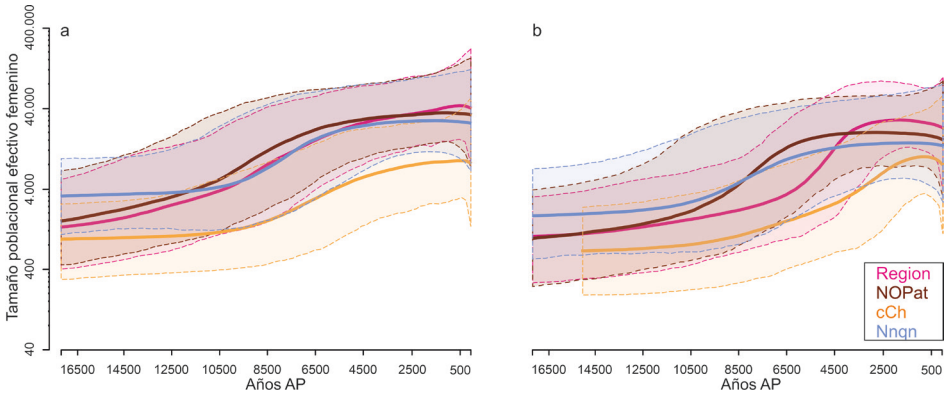 a
b
Tamaño poblacional efectivo femenino
400.000
40.000
4.000
400
40
16500 14500 12500 10500 8500 6500 4500 2500 500
Años AP
16500 14500 12500 10500 8500 6500 4500 2500 500
Años AP
Region
NOPat
cCh
Nnqn